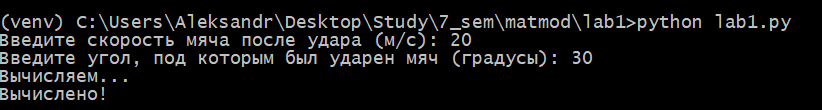 (venv) C:\Users\Aleksandr\Desktop\Study\7_sem\matmod\lab1>python lab1.py
Введите скорость мяча после удара (м/с): 20
Введите угол, под которым был ударен мяч (градусы): 30
Вычисляем...
Вычислено!